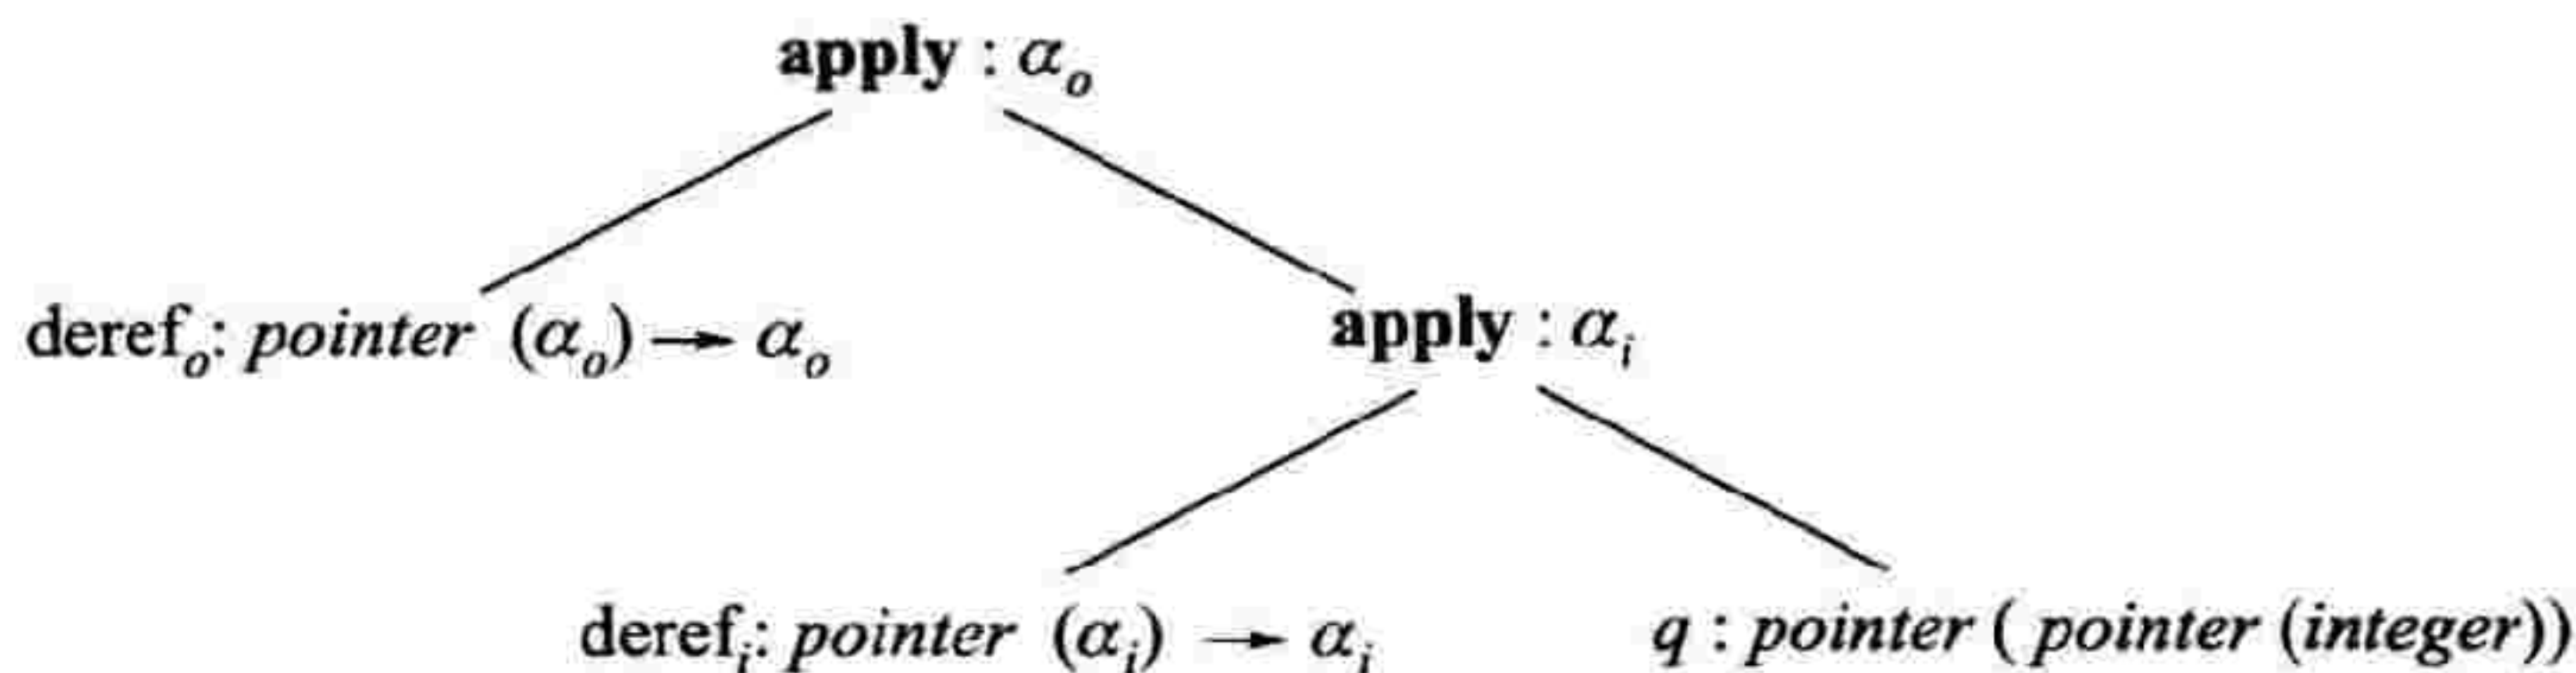 apply : αₒ
derefₒ: pointer (αₒ) → αₒ
apply : αᵢ
derefᵢ: pointer (αᵢ) → αᵢ
q : pointer ( pointer (integer))